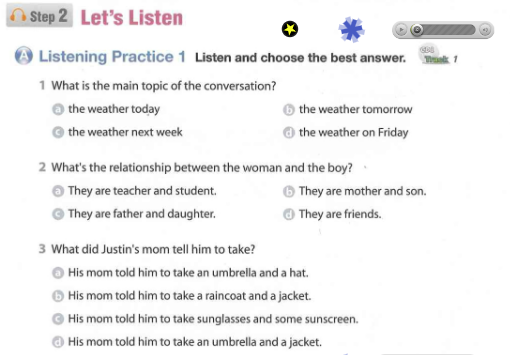 Step 2 Let's Listen
A Listening Practice 1 Listen and choose the best answer. Track 1
1 What is the main topic of the conversation?
a the weather today b the weather tomorrow
c the weather next week d the weather on Friday
2 What's the relationship between the woman and the boy?
a They are teacher and student. b They are mother and son.
c They are father and daughter. d They are friends.
3 What did Justin's mom tell him to take?
a His mom told him to take an umbrella and a hat.
b His mom told him to take a raincoat and a jacket.
c His mom told him to take sunglasses and some sunscreen.
d His mom told him to take an umbrella and a jacket.